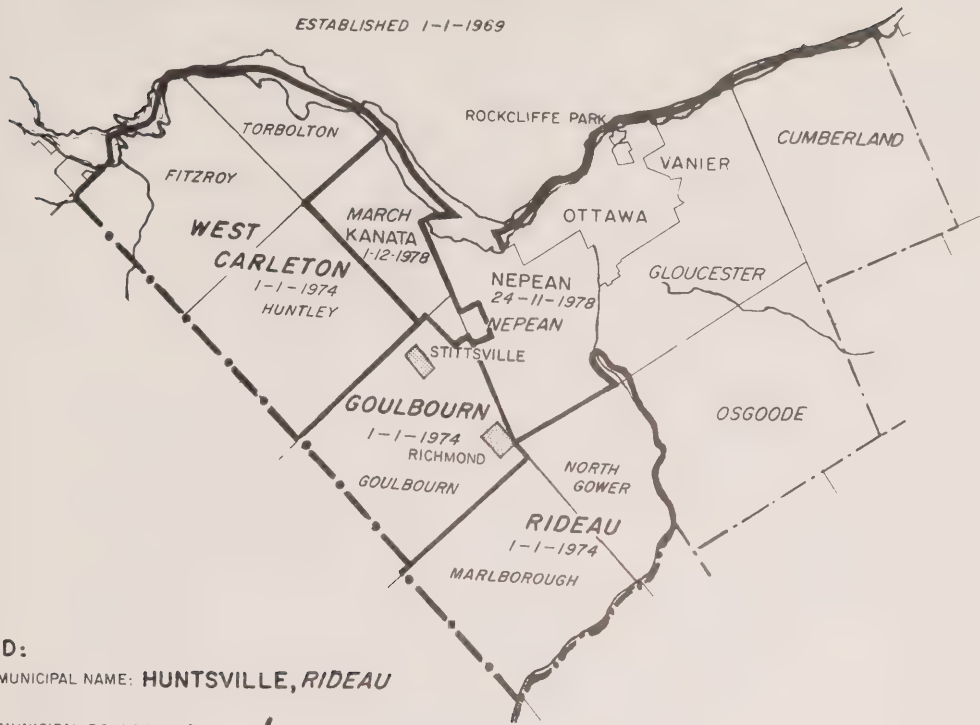 ESTABLISHED 1-1-1969
ROCKCLIFFE PARK
CUMBERLAND
TORBOLTON
VANIER
FITZROY
OTTAWA
MARCH
KANATA
1-12-1978
WEST
CARLETON
1-1-1974
HUNTLEY
GLOUCESTER
NEPEAN
24-11-1978
NEPEAN
STITTSVILLE
GOULBOURN
1-1-1974
RICHMOND
GOULBOURN
OSGOODE
NORTH
GOWER
RIDEAU
1-1-1974
MARLBOROUGH
D:
MUNICIPAL NAME: HUNTSVILLE, RIDEAU
MUNICIPAL